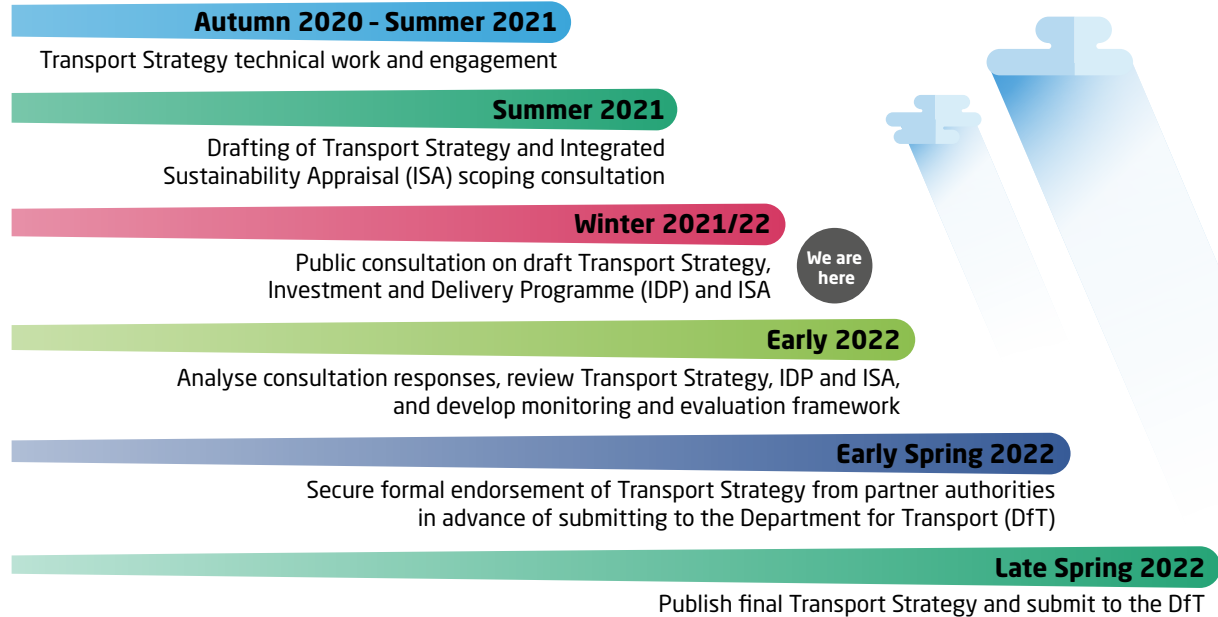 Autumn 2020 - Summer 2021
Transport Strategy technical work and engagement
Summer 2021
Drafting of Transport Strategy and Integrated
Sustainability Appraisal (ISA) scoping consultation
Winter 2021/22
Public consultation on draft Transport Strategy,
Investment and Delivery Programme (IDP) and ISA
We are
here
Early 2022
Analyse consultation responses, review Transport Strategy, IDP and ISA,
and develop monitoring and evaluation framework
Early Spring 2022
Secure formal endorsement of Transport Strategy from partner authorities
in advance of submitting to the Department for Transport (DfT)
Late Spring 2022
Publish final Transport Strategy and submit to the DfT